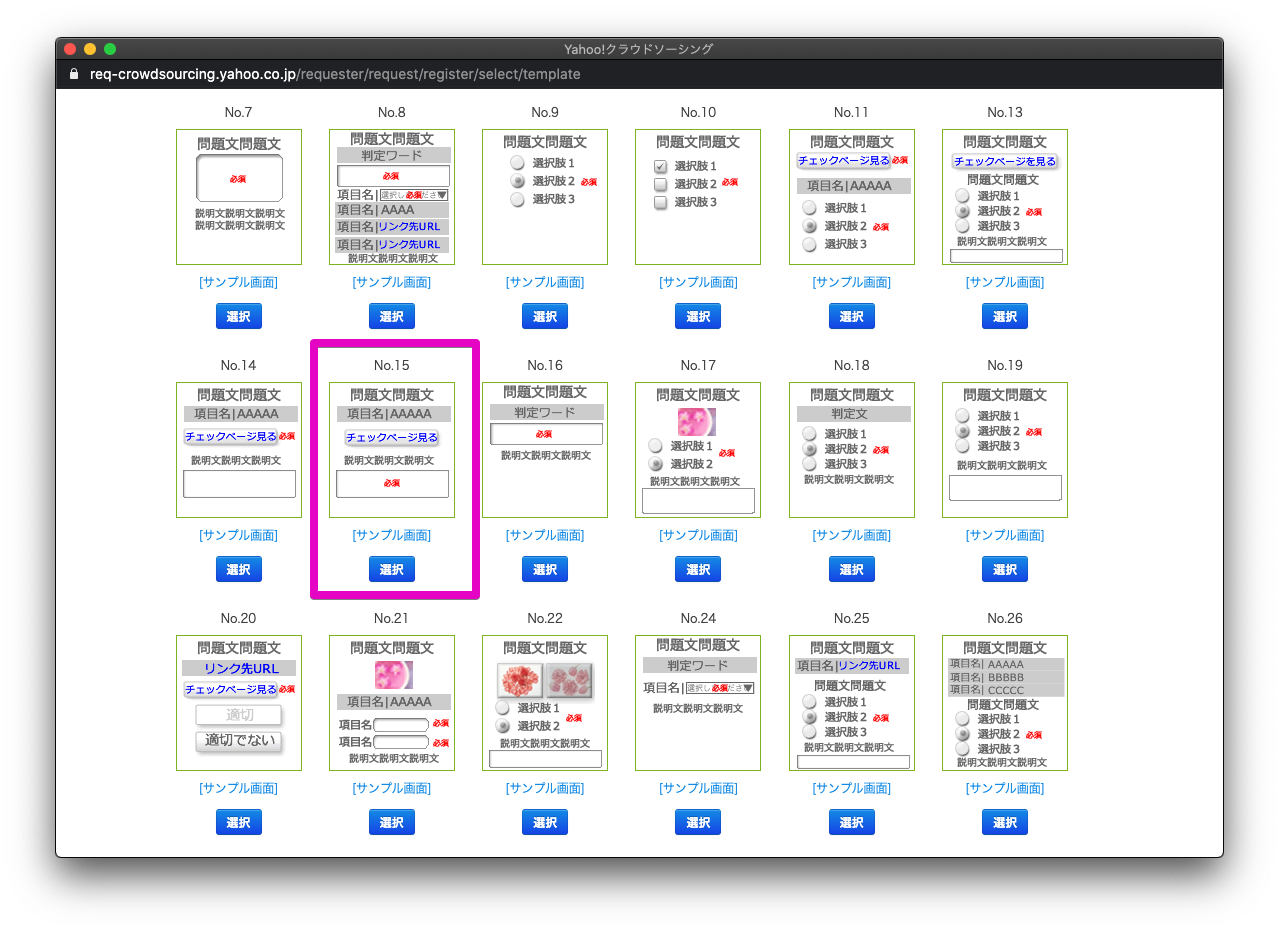 Yahoo!クラウドソーシング
req-crowdsourcing.yahoo.co.jp/requester/request/register/select/template
No.7
問題文問題文
必須
説明文説明文説明文
説明文説明文説明文
[サンプル画面]
選択
No.8
問題文問題文
判定ワード
必須
項目名|選択し必須ださ▼
項目名|AAAA
項目名|リンク先URL
項目名|リンク先URL
説明文説明文説明文
[サンプル画面]
選択
No.9
問題文問題文
選択肢1
選択肢2 必須
選択肢3
[サンプル画面]
選択
No.10
問題文問題文
選択肢1
選択肢2 必須
選択肢3
[サンプル画面]
選択
No.11
問題文問題文
チェックページ見る必須
項目名|AAAAA
選択肢1
選択肢2 必須
選択肢3
[サンプル画面]
選択
No.13
問題文問題文
チェックページを見る
問題文問題文
選択肢1
選択肢2 必須
選択肢3
説明文説明文説明文
[サンプル画面]
選択
No.14
問題文問題文
項目名|AAAAA
チェックページ見る必須
説明文説明文説明文
[サンプル画面]
選択
No.15
問題文問題文
項目名|AAAAA
チェックページ見る
説明文説明文説明文
必須
[サンプル画面]
選択
No.16
問題文問題文
判定ワード
必須
説明文説明文説明文
[サンプル画面]
選択
No.17
問題文問題文
選択肢1
必須
選択肢2
説明文説明文説明文
[サンプル画面]
選択
No.18
問題文問題文
判定文
選択肢1
選択肢2 必須
選択肢3
説明文説明文説明文
[サンプル画面]
選択
No.19
問題文問題文
選択肢1
選択肢2 必須
選択肢3
説明文説明文説明文
[サンプル画面]
選択
No.20
問題文問題文
リンク先URL
チェックページ見る必須
適切
適切でない
[サンプル画面]
選択
No.21
問題文問題文
項目名|AAAAA
項目名 必須
項目名 必須
説明文説明文説明文
[サンプル画面]
選択
No.22
問題文問題文
選択肢1
必須
選択肢2
説明文説明文説明文
[サンプル画面]
選択
No.24
問題文問題文
判定ワード
項目名|選択し必須ださ▼
説明文説明文説明文
[サンプル画面]
選択
No.25
問題文問題文
項目名|リンク先URL
問題文問題文
選択肢1
選択肢2 必須
選択肢3
説明文説明文説明文
[サンプル画面]
選択
No.26
問題文問題文
項目名| AAAAA
項目名| BBBBB
項目名| CCCCC
問題文問題文
選択肢1
選択肢2 必須
選択肢3
説明文説明文説明文
[サンプル画面]
選択